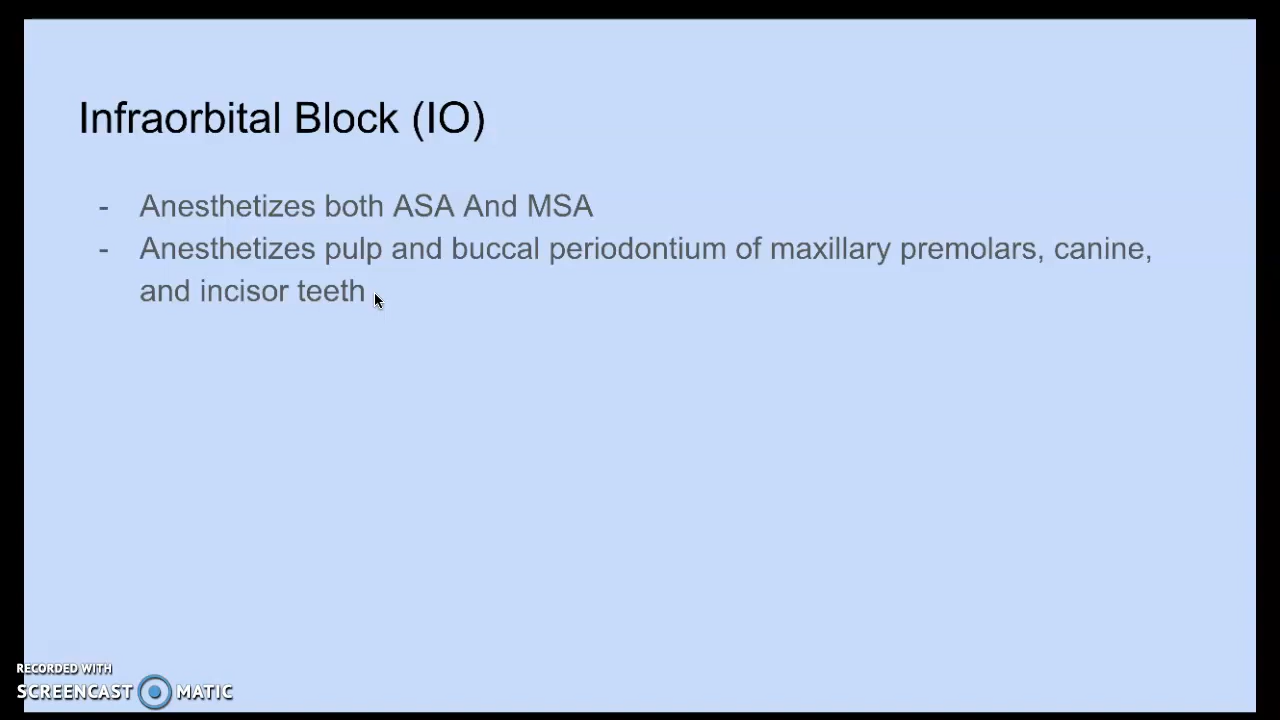 Infraorbital Block (IO)
- Anesthetizes both ASA And MSA
- Anesthetizes pulp and buccal periodontium of maxillary premolars, canine,
and incisor teeth
RECORDED WITH
SCREENCAST MATIC